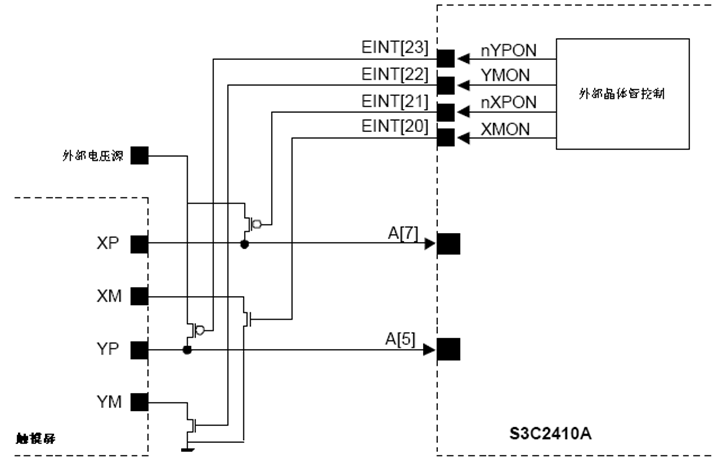 EINT[23]
nYPON
EINT[22]
YMON
EINT[21]
nXPON
EINT[20]
XMON
外部晶体管控制
外部电压源
XP
A[7]
XM
YP
A[5]
YM
触摸屏
S3C2410A